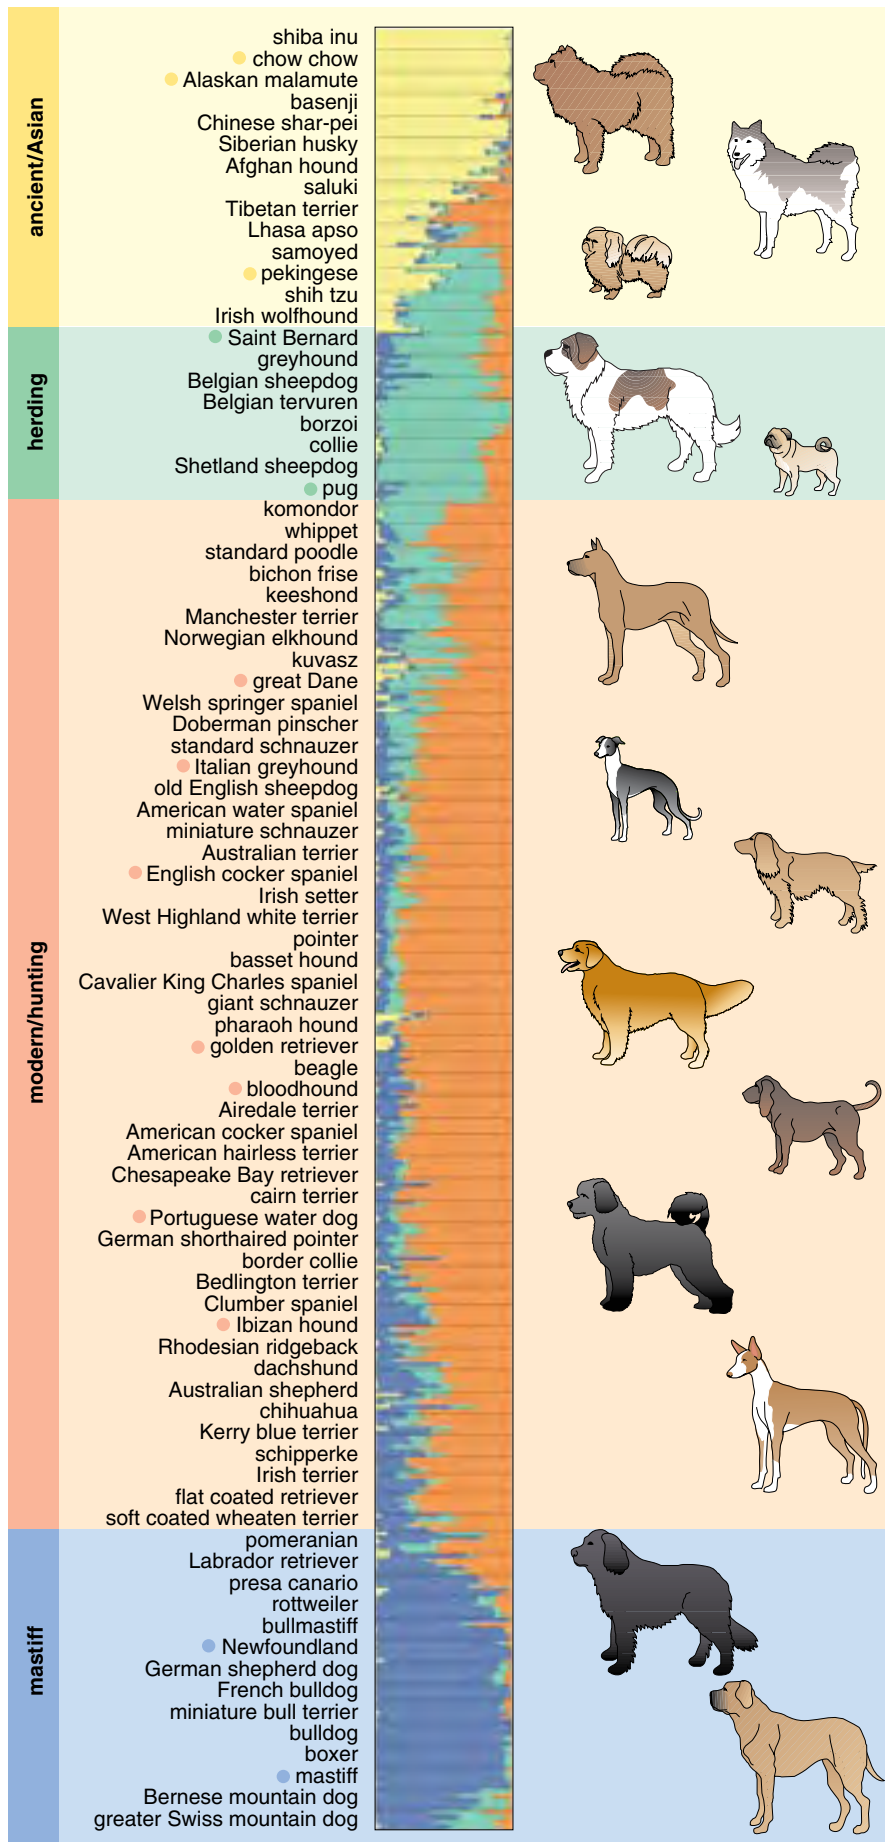 ancient/Asian
shiba inu
chow chow
Alaskan malamute
basenji
Chinese shar-pei
Siberian husky
Afghan hound
saluki
Tibetan terrier
Lhasa apso
samoyed
pekingese
shih tzu
Irish wolfhound
herding
Saint Bernard
greyhound
Belgian sheepdog
Belgian tervuren
borzoi
collie
Shetland sheepdog
pug
modern/hunting
komondor
whippet
standard poodle
bichon frise
keeshond
Manchester terrier
Norwegian elkhound
kuvasz
great Dane
Welsh springer spaniel
Doberman pinscher
standard schnauzer
Italian greyhound
old English sheepdog
American water spaniel
miniature schnauzer
Australian terrier
English cocker spaniel
Irish setter
West Highland white terrier
pointer
basset hound
Cavalier King Charles spaniel
giant schnauzer
pharaoh hound
golden retriever
beagle
bloodhound
Airedale terrier
American cocker spaniel
American hairless terrier
Chesapeake Bay retriever
cairn terrier
Portuguese water dog
German shorthaired pointer
border collie
Bedlington terrier
Clumber spaniel
Ibizan hound
Rhodesian ridgeback
dachshund
Australian shepherd
chihuahua
Kerry blue terrier
schipperke
Irish terrier
flat coated retriever
soft coated wheaten terrier
mastiff
pomeranian
Labrador retriever
presa canario
rottweiler
bullmastiff
Newfoundland
German shepherd dog
French bulldog
miniature bull terrier
bulldog
boxer
mastiff
Bernese mountain dog
greater Swiss mountain dog